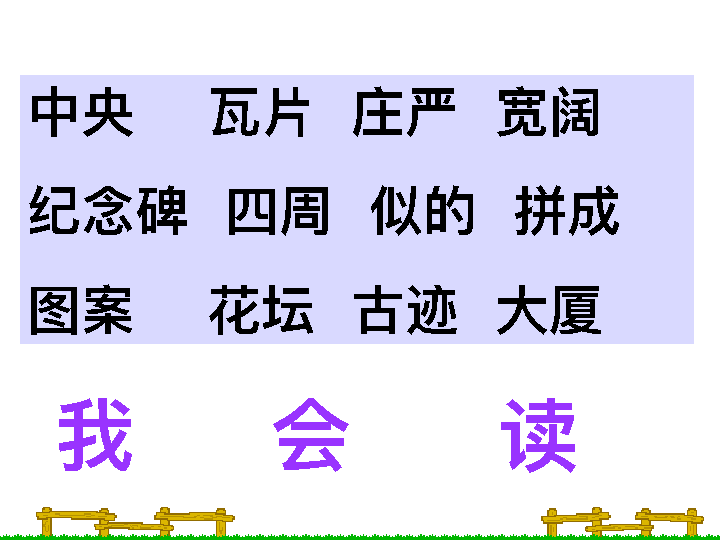 中央 瓦片 庄严 宽阔
纪念碑 四周 似的 拼成
图案 花坛 古迹 大厦
我 会 读